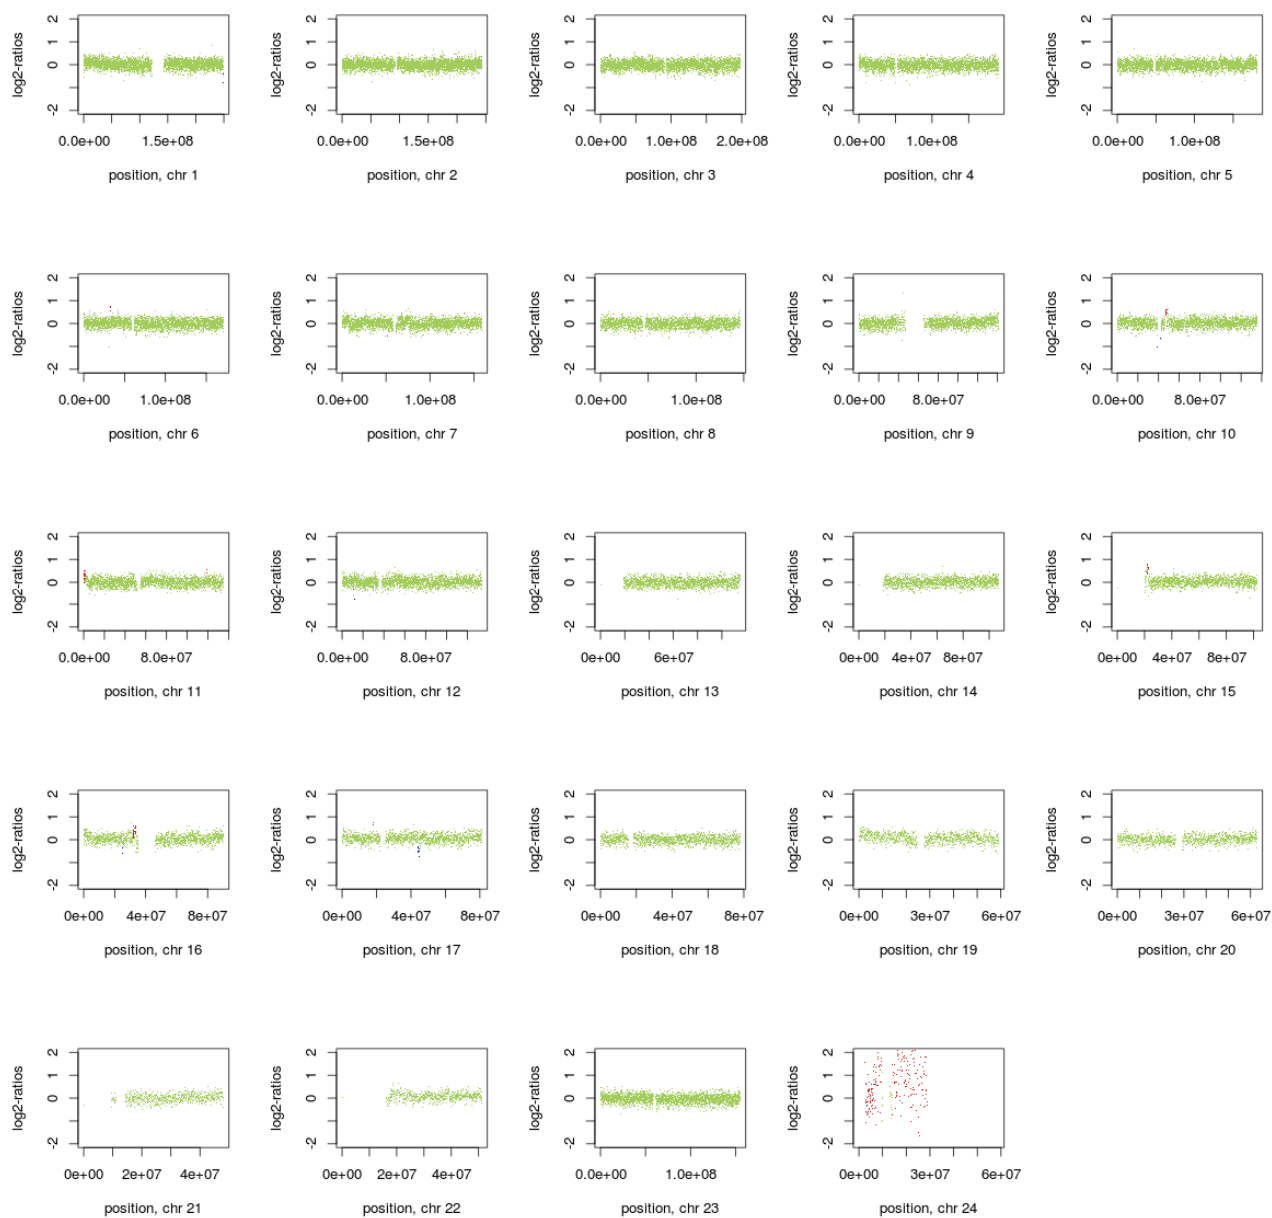 log2-ratios
2
1
0
-2
0.0e+00 1.5e+08
position, chr 1
log2-ratios
2
1
0
-2
0.0e+00 1.5e+08
position, chr 2
log2-ratios
2
1
0
-2
0.0e+00 1.0e+08 2.0e+08
position, chr 3
log2-ratios
2
1
0
-2
0.0e+00 1.0e+08
position, chr 4
log2-ratios
2
1
0
-2
0.0e+00 1.0e+08
position, chr 5
log2-ratios
2
1
0
-2
0.0e+00 1.0e+08
position, chr 6
log2-ratios
2
1
0
-2
0.0e+00 1.0e+08
position, chr 7
log2-ratios
2
1
0
-2
0.0e+00 1.0e+08
position, chr 8
log2-ratios
2
1
0
-2
0.0e+00 8.0e+07
position, chr 9
log2-ratios
2
1
0
-2
0.0e+00 8.0e+07
position, chr 10
log2-ratios
2
1
0
-2
0.0e+00 8.0e+07
position, chr 11
log2-ratios
2
1
0
-2
0.0e+00 8.0e+07
position, chr 12
log2-ratios
2
1
0
-2
0e+00 6e+07
position, chr 13
log2-ratios
2
1
0
-2
0e+00 4e+07 8e+07
position, chr 14
log2-ratios
2
1
0
-2
0e+00 4e+07 8e+07
position, chr 15
log2-ratios
2
1
0
-2
0e+00 4e+07 8e+07
position, chr 16
log2-ratios
2
1
0
-2
0e+00 4e+07 8e+07
position, chr 17
log2-ratios
2
1
0
-2
0e+00 4e+07 8e+07
position, chr 18
log2-ratios
2
1
0
-2
0e+00 3e+07 6e+07
position, chr 19
log2-ratios
2
1
0
-2
0e+00 3e+07 6e+07
position, chr 20
log2-ratios
2
1
0
-2
0e+00 2e+07 4e+07
position, chr 21
log2-ratios
2
1
0
-2
0e+00 2e+07 4e+07
position, chr 22
log2-ratios
2
1
0
-2
0.0e+00 1.0e+08
position, chr 23
log2-ratios
2
1
0
-2
0e+00 3e+07 6e+07
position, chr 24